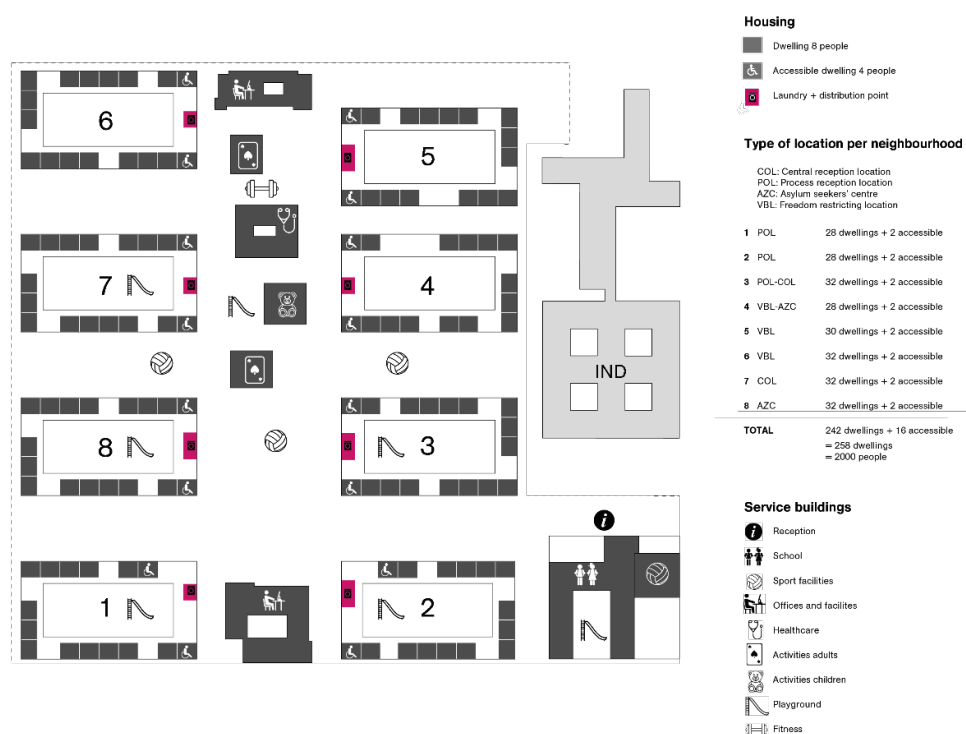 Housing
Dwelling 8 people
Accessible dwelling 4 people
Laundry + distribution point
Type of location per neighbourhood
COL: Central reception location
POL: Process reception location
AZC: Asylum seekers' centre
VBL: Freedom restricting location
1 POL 28 dwellings + 2 accessible
2 POL 28 dwellings + 2 accessible
3 POL-COL 32 dwellings + 2 accessible
4 VBL-AZC 28 dwellings + 2 accessible
5 VBL 30 dwellings + 2 accessible
6 VBL 32 dwellings + 2 accessible
7 COL 32 dwellings + 2 accessible
8 AZC 32 dwellings + 2 accessible
TOTAL 242 dwellings + 16 accessible
= 258 dwellings
= 2000 people
Service buildings
i Reception
School
Sport facilities
Offices and facilites
Healthcare
Activities adults
Activities children
Playground
Fitness
6
5
7
4
IND
8
3
i
1
2